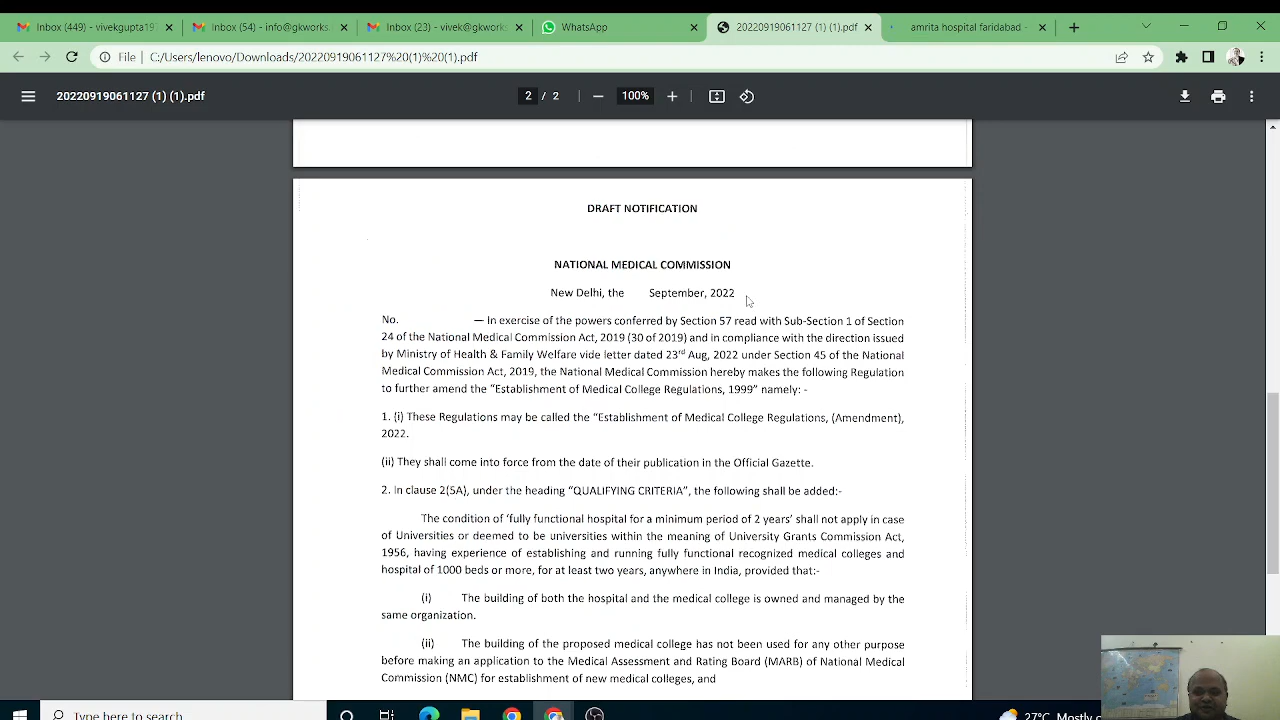 Inbox (449) - vivekgupta197
Inbox (54) - info@gkworks.
Inbox (23) - vivek@gkworks
WhatsApp
20220919061127 (1) (1).pdf
amrita hospital faridabad -
File
C:/Users/lenovo/Downloads/20220919061127%20(1)%20(1).pdf
20220919061127 (1) (1).pdf
2 / 2
100%
DRAFT NOTIFICATION
NATIONAL MEDICAL COMMISSION
New Delhi, the September, 2022
No. — In exercise of the powers conferred by Section 57 read with Sub-Section 1 of Section
24 of the National Medical Commission Act, 2019 (30 of 2019) and in compliance with the direction issued
by Ministry of Health & Family Welfare vide letter dated 23rd Aug, 2022 under Section 45 of the National
Medical Commission Act, 2019, the National Medical Commission hereby makes the following Regulation
to further amend the “Establishment of Medical College Regulations, 1999” namely: -
1. (i) These Regulations may be called the “Establishment of Medical College Regulations, (Amendment),
2022.
(ii) They shall come into force from the date of their publication in the Official Gazette.
2. In clause 2(5A), under the heading “QUALIFYING CRITERIA”, the following shall be added:-
The condition of ‘fully functional hospital for a minimum period of 2 years’ shall not apply in case
of Universities or deemed to be universities within the meaning of University Grants Commission Act,
1956, having experience of establishing and running fully functional recognized medical colleges and
hospital of 1000 beds or more, for at least two years, anywhere in India, provided that:-
(i) The building of both the hospital and the medical college is owned and managed by the
same organization.
(ii) The building of the proposed medical college has not been used for any other purpose
before making an application to the Medical Assessment and Rating Board (MARB) of National Medical
Commission (NMC) for establishment of new medical colleges, and
Type here to search
27°C Mostly c